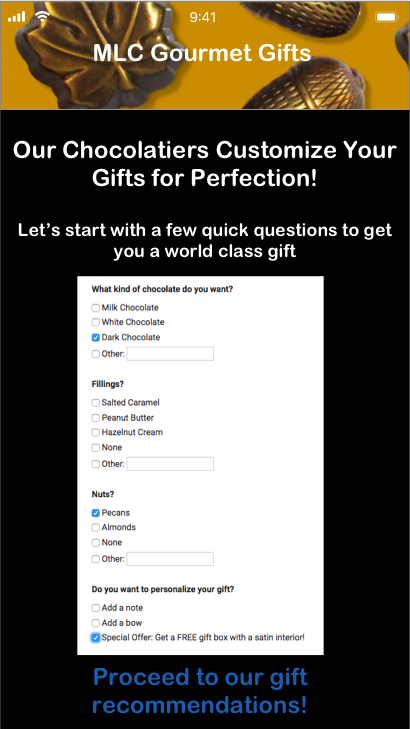 9:41
MLC Gourmet Gifts
Our Chocolatiers Customize Your
Gifts for Perfection!
Let's start with a few quick questions to get
you a world class gift
What kind of chocolate do you want?
Milk Chocolate
White Chocolate
Dark Chocolate
Other:
Fillings?
Salted Caramel
Peanut Butter
Hazelnut Cream
None
Other:
Nuts?
Pecans
Almonds
None
Other:
Do you want to personalize your gift?
Add a note
Add a bow
Special Offer: Get a FREE gift box with a satin interior!
Proceed to our gift
recommendations!